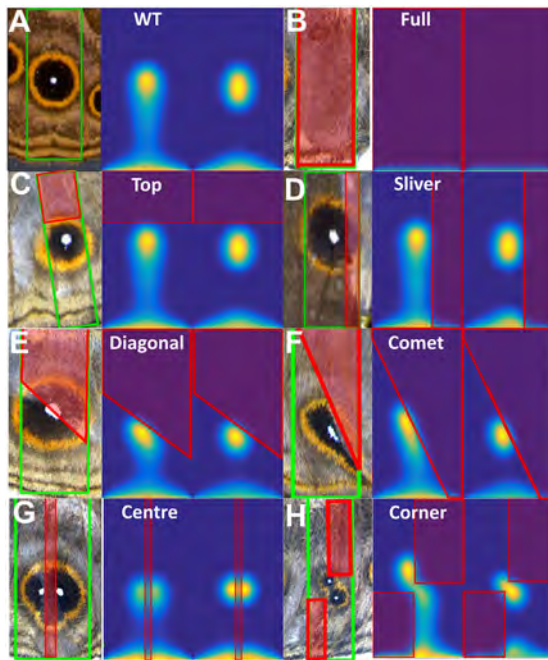 A WT
B Full
C Top
D Sliver
E Diagonal
F Comet
G Centre
H Corner